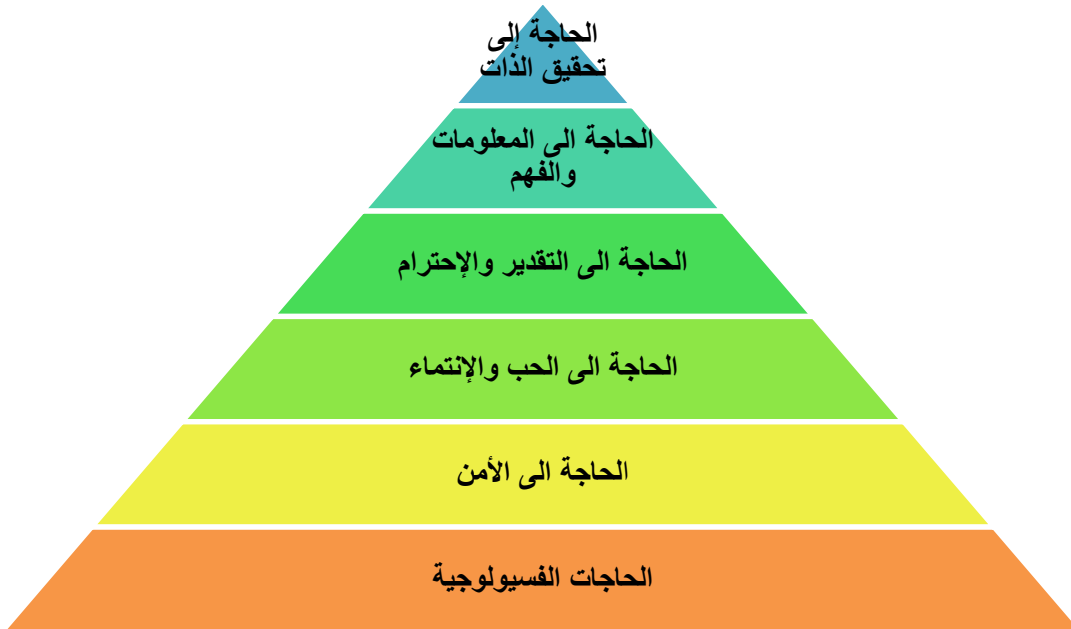 الحاجة إلى
تحقيق الذات
الحاجة الى المعلومات
والفهم
الحاجة الى التقدير والإحترام
الحاجة الى الحب والإنتماء
الحاجة الى الأمن
الحاجات الفسيولوجية